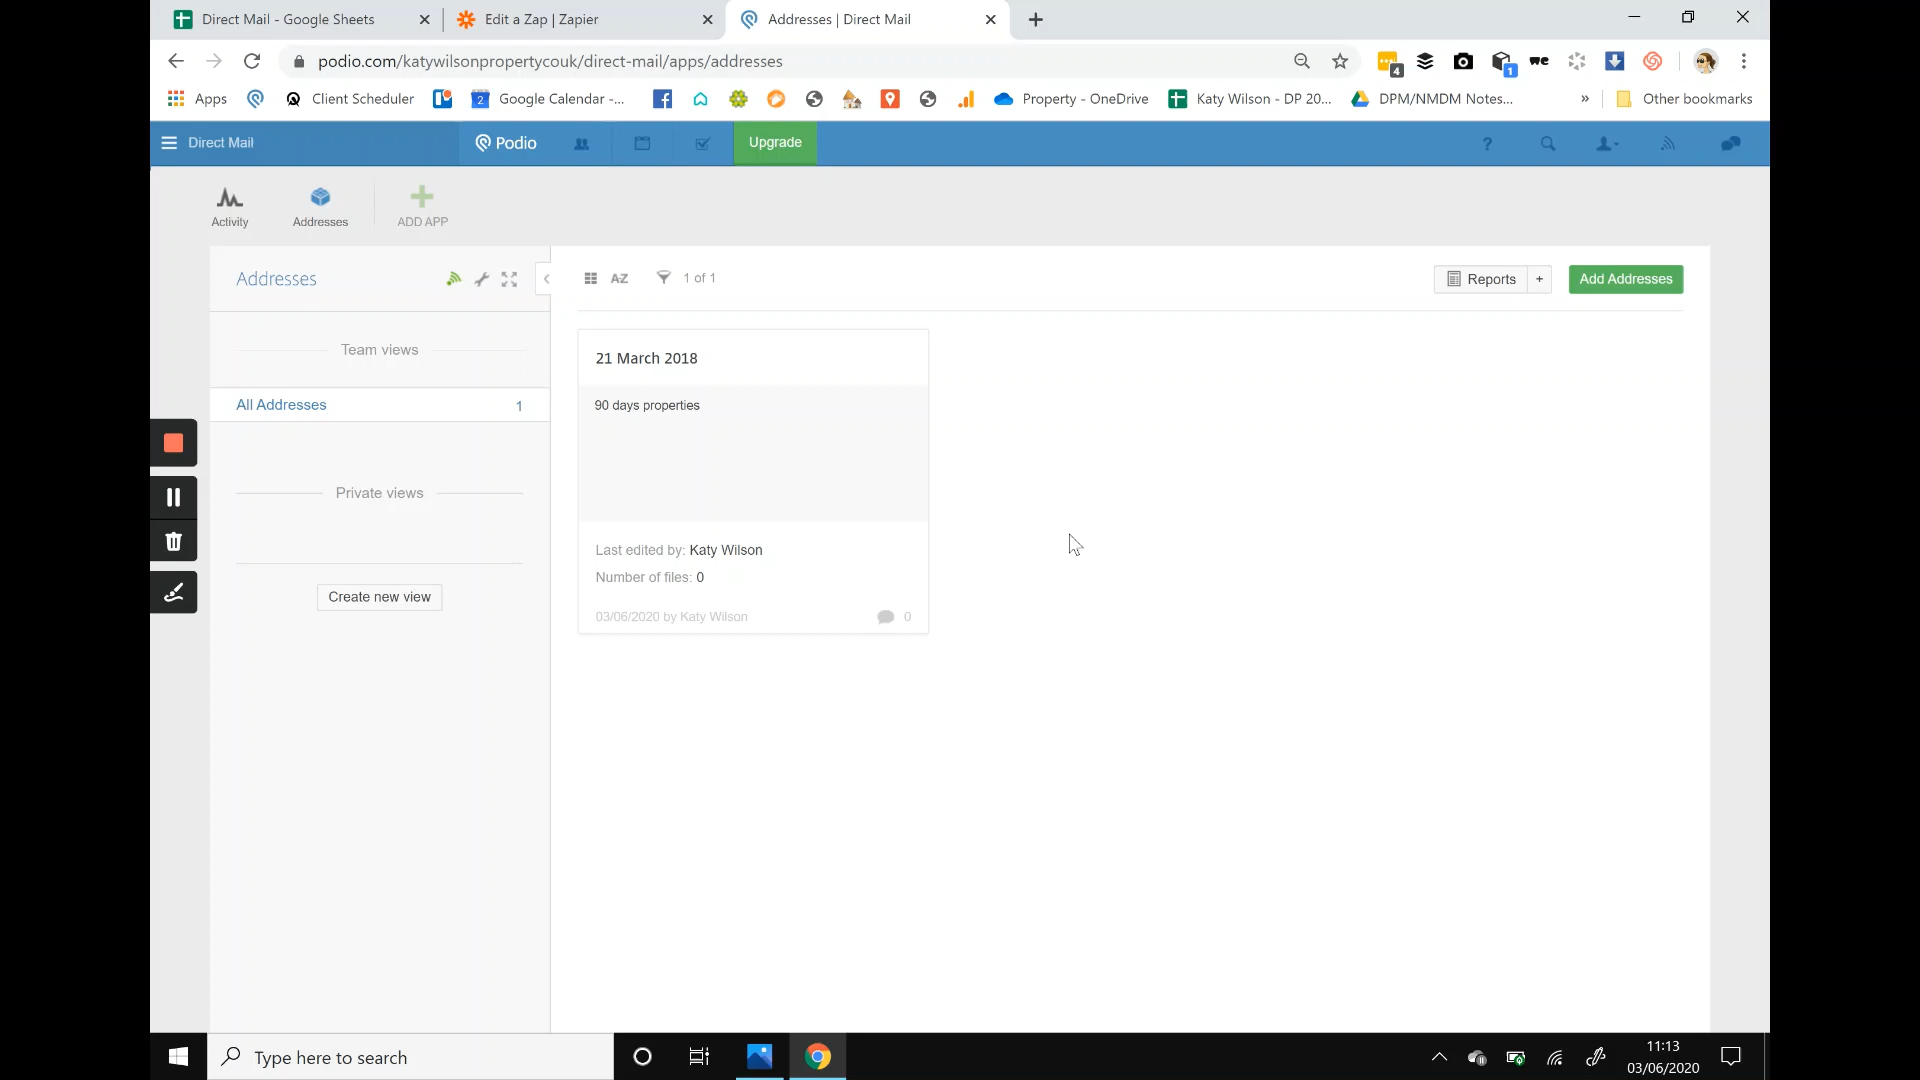 Direct Mail - Google Sheets
Edit a Zap | Zapier
Addresses | Direct Mail
podio.com/katywilsonpropertycouk/direct-mail/apps/addresses
4
1
Apps
Client Scheduler
2
Google Calendar -...
Property - OneDrive
Katy Wilson - DP 20...
DPM/NMDM Notes...
»
Other bookmarks
Direct Mail
Podio
Upgrade
?
Activity
Addresses
ADD APP
Addresses
A-Z
1 of 1
Reports
+
Add Addresses
Team views
All Addresses
1
Private views
Create new view
21 March 2018
90 days properties
Last edited by: Katy Wilson
Number of files: 0
03/06/2020 by Katy Wilson
0
Type here to search
11:13
03/06/2020